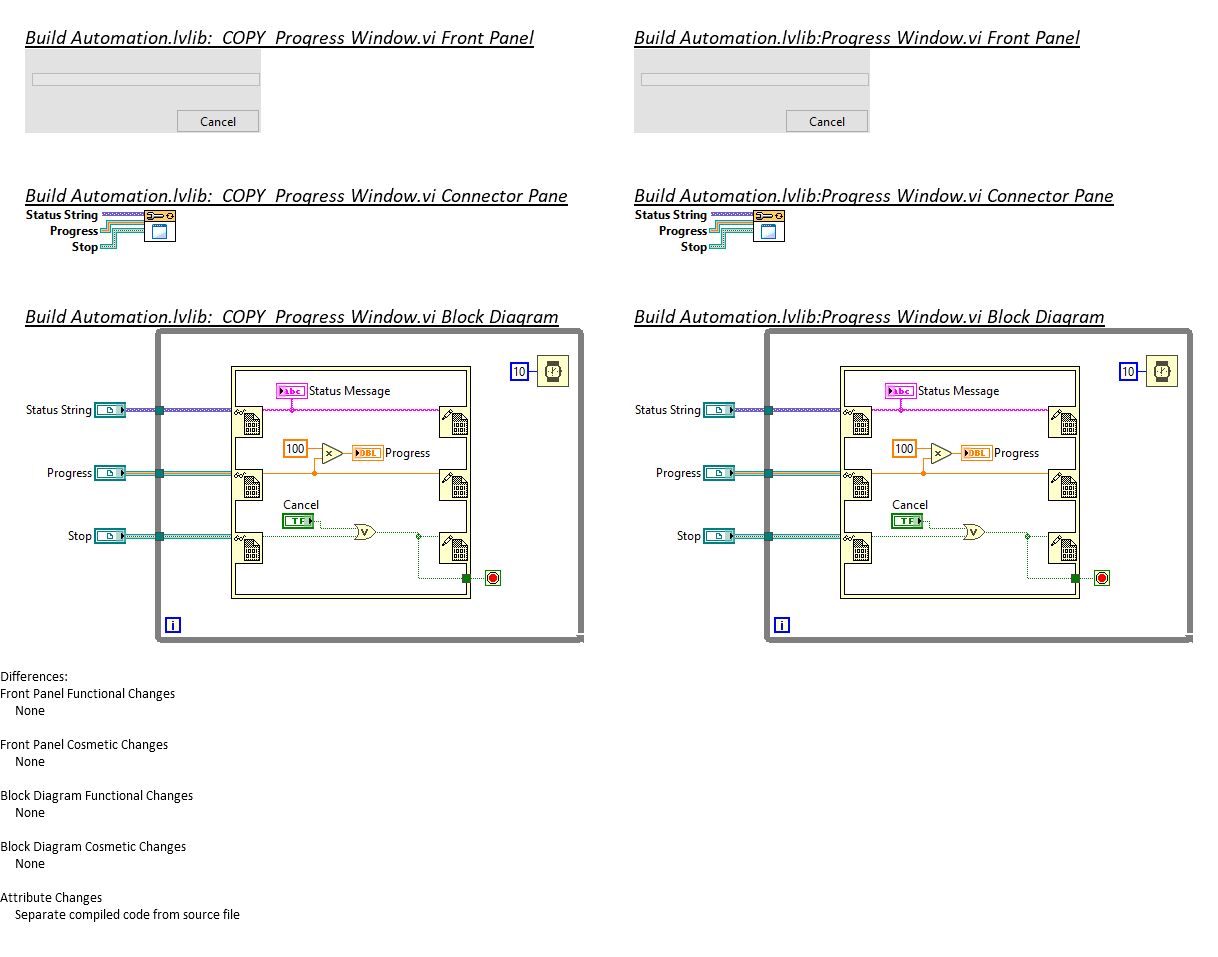 Build Automation.lvlib:  COPY  Progress Window.vi Front Panel
Build Automation.lvlib:Progress Window.vi Front Panel
Cancel
Cancel
Build Automation.lvlib:  COPY  Progress Window.vi Connector Pane
Build Automation.lvlib:Progress Window.vi Connector Pane
Status String
Progress
Stop
Status String
Progress
Stop
Build Automation.lvlib:  COPY  Progress Window.vi Block Diagram
Build Automation.lvlib:Progress Window.vi Block Diagram
10
abc Status Message
Status String
100
x
DBL Progress
Progress
Cancel
TF
V
Stop
i
10
abc Status Message
Status String
100
x
DBL Progress
Progress
Cancel
TF
V
Stop
i
Differences:
Front Panel Functional Changes
None
Front Panel Cosmetic Changes
None
Block Diagram Functional Changes
None
Block Diagram Cosmetic Changes
None
Attribute Changes
Separate compiled code from source file